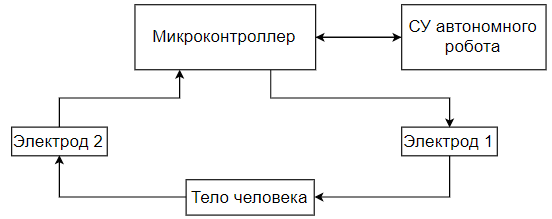 Микроконтроллер
СУ автономного
робота
Электрод 2
Электрод 1
Тело человека